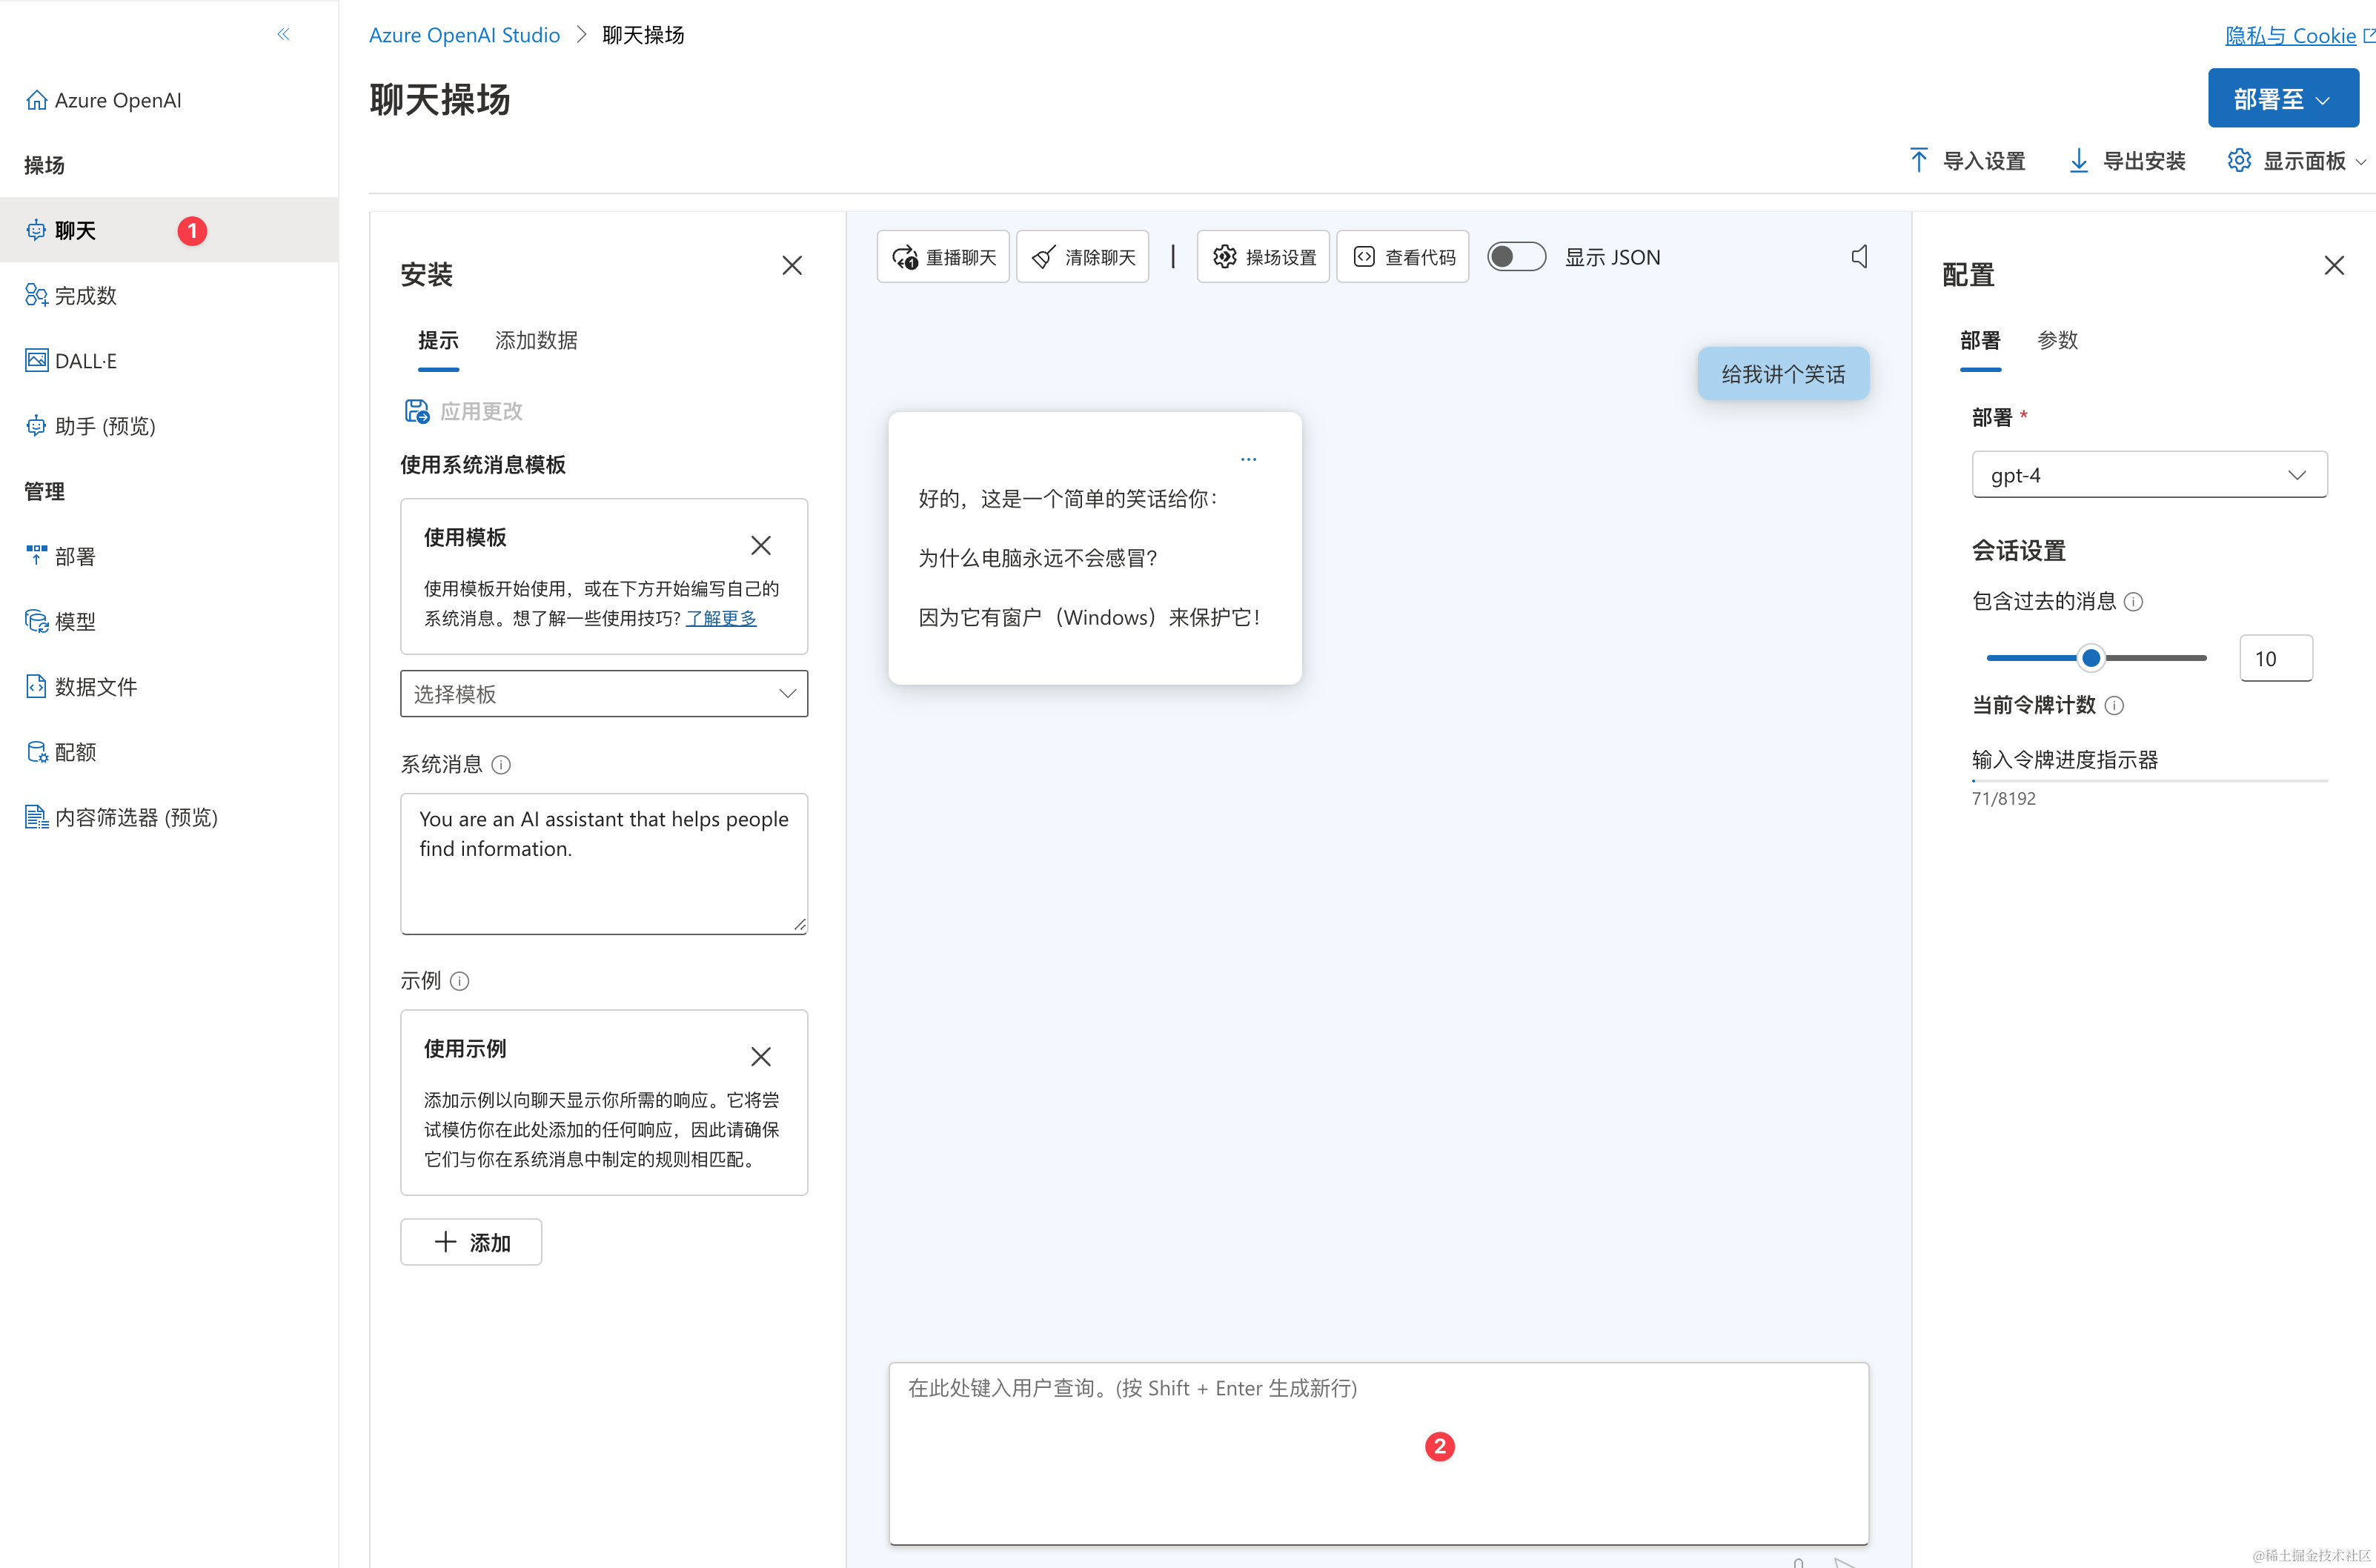 Azure OpenAI
操场
聊天
1
完成数
DALL·E
助手 (预览)
管理
部署
模型
数据文件
配额
内容筛选器 (预览)
Azure OpenAI Studio > 聊天操场
隐私与 Cookie
聊天操场
部署至
导入设置
导出安装
显示面板
安装
提示
添加数据
应用更改
使用系统消息模板
使用模板
使用模板开始使用，或在下方开始编写自己的
系统消息。想了解一些使用技巧? 了解更多
选择模板
系统消息
You are an AI assistant that helps people
find information.
示例
使用示例
添加示例以向聊天显示你所需的响应。它将尝
试模仿你在此处添加的任何响应，因此请确保
它们与你在系统消息中制定的规则相匹配。
添加
1
重播聊天
清除聊天
操场设置
查看代码
显示 JSON
给我讲个笑话
...
好的，这是一个简单的笑话给你：
为什么电脑永远不会感冒？
因为它有窗户（Windows）来保护它！
在此处键入用户查询。(按 Shift + Enter 生成新行)
2
配置
部署
参数
部署 *
gpt-4
会话设置
包含过去的消息
10
当前令牌计数
输入令牌进度指示器
71/8192
@稀土掘金技术社区